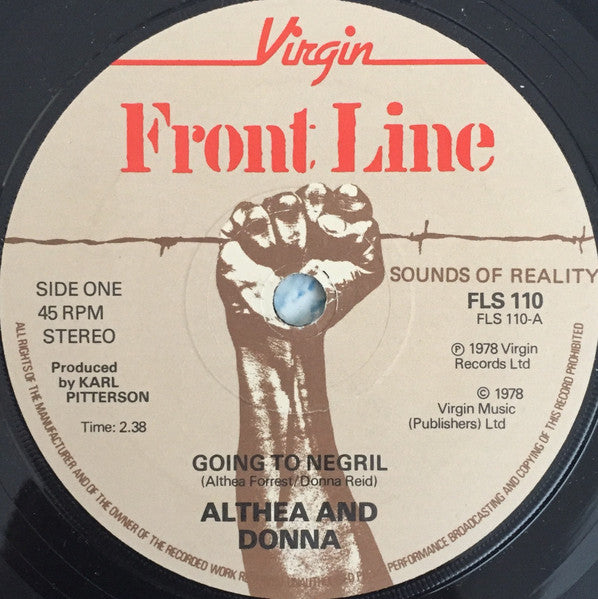 Virgin
Front Line
SOUNDS OF REALITY
SIDE ONE
45 RPM
STEREO
Produced
by KARL
PITTERSON
Time: 2.38
FLS 110
FLS 110-A
Ⓟ 1978 Virgin
Records Ltd
© 1978
Virgin Music
(Publishers) Ltd
GOING TO NEGRIL
(Althea Forrest/Donna Reid)
ALTHEA AND
DONNA
ALL RIGHTS OF THE MANUFACTURER AND OF THE OWNER OF THE RECORDED WORK PERFORMANCE BROADCASTING AND COPYING OF THIS RECORD PROHIBITED